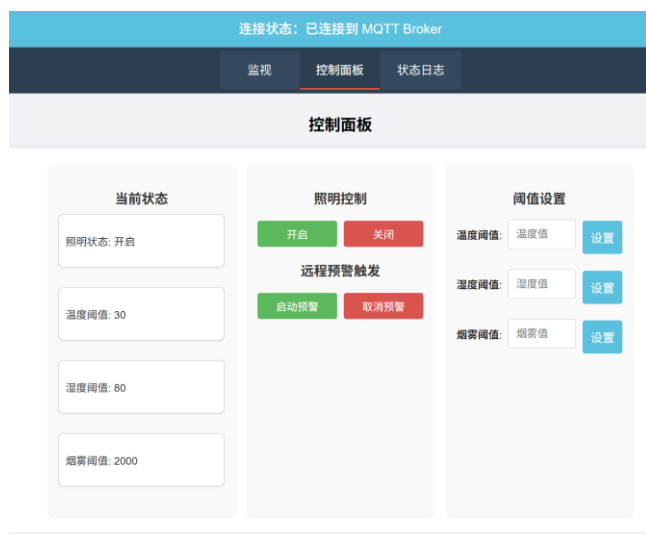 连接状态：已连接到 MQTT Broker
监视 控制面板 状态日志
控制面板
当前状态
照明状态: 开启
温度阈值: 30
湿度阈值: 80
烟雾阈值: 2000
照明控制
开启 关闭
远程预警触发
启动预警 取消预警
阈值设置
温度阈值: 温度值 设置
湿度阈值: 湿度值 设置
烟雾阈值: 烟雾值 设置